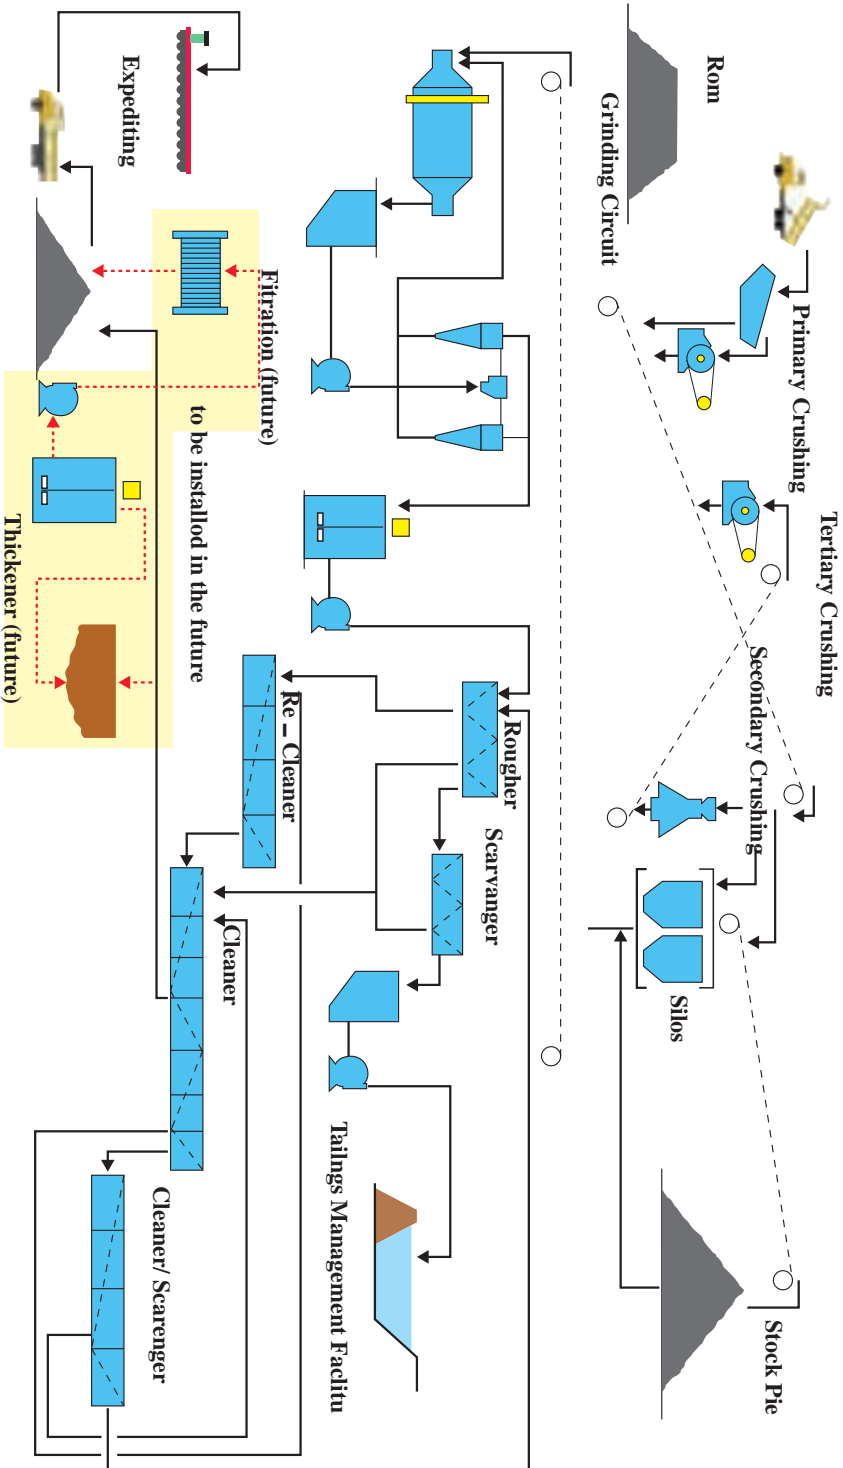 Rom
Primary Crushing
Tertiary Crushing
Secondary Crushing
Silos
Stock Pie
Grinding Circuit
Rougher
Scarvanger
Tailngs Management Faclitu
Re – Cleaner
Cleaner
Cleaner/ Scarenger
Fitration (future)
to be installod in the future
Thickener (future)
Expediting